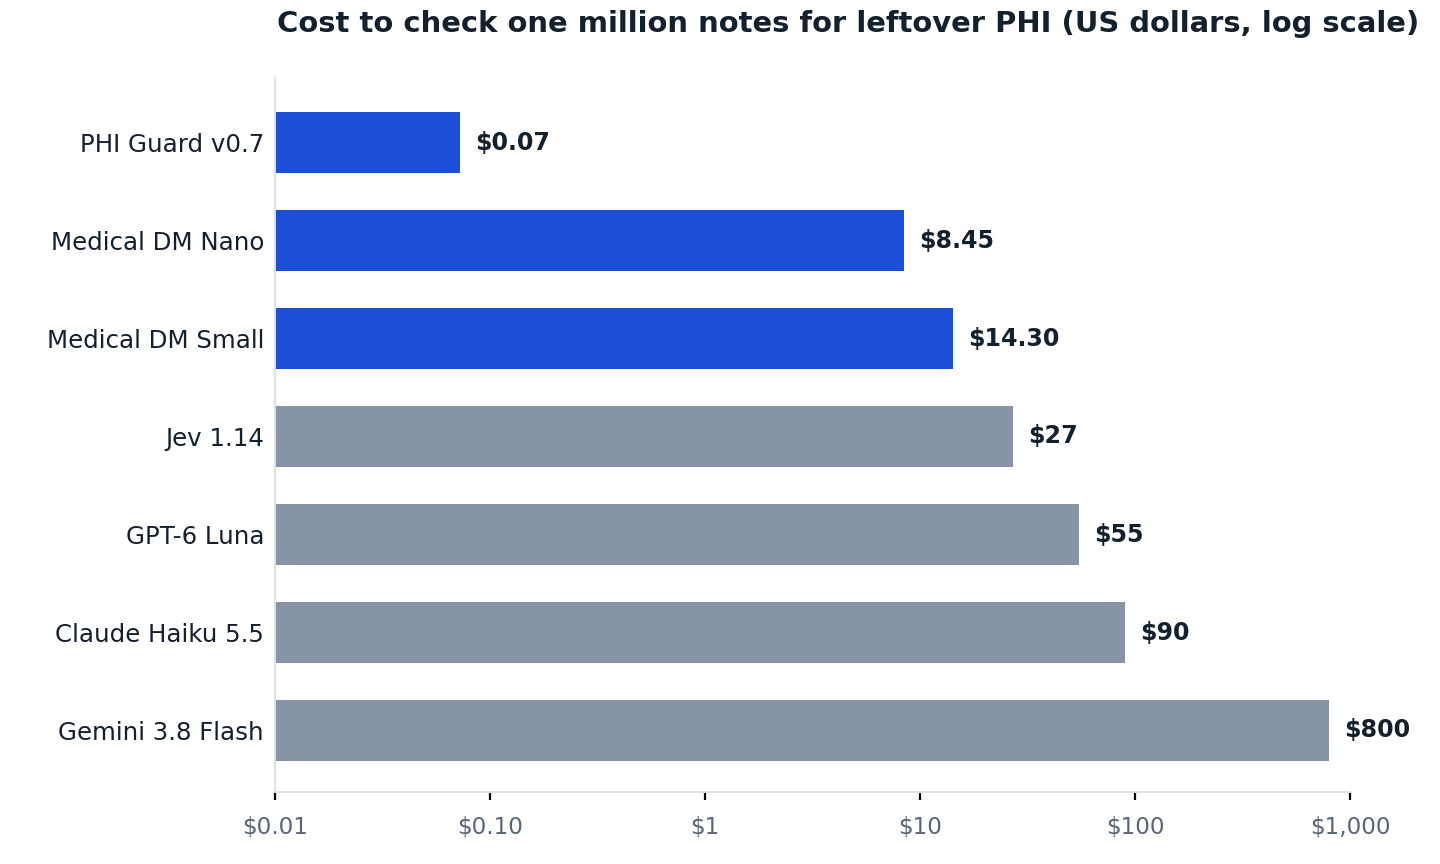 Cost to check one million notes for leftover PHI (US dollars, log scale)
PHI Guard v0.7 $0.07
Medical DM Nano $8.45
Medical DM Small $14.30
Jev 1.14 $27
GPT-6 Luna $55
Claude Haiku 5.5 $90
Gemini 3.8 Flash $800
$0.01 $0.10 $1 $10 $100 $1,000